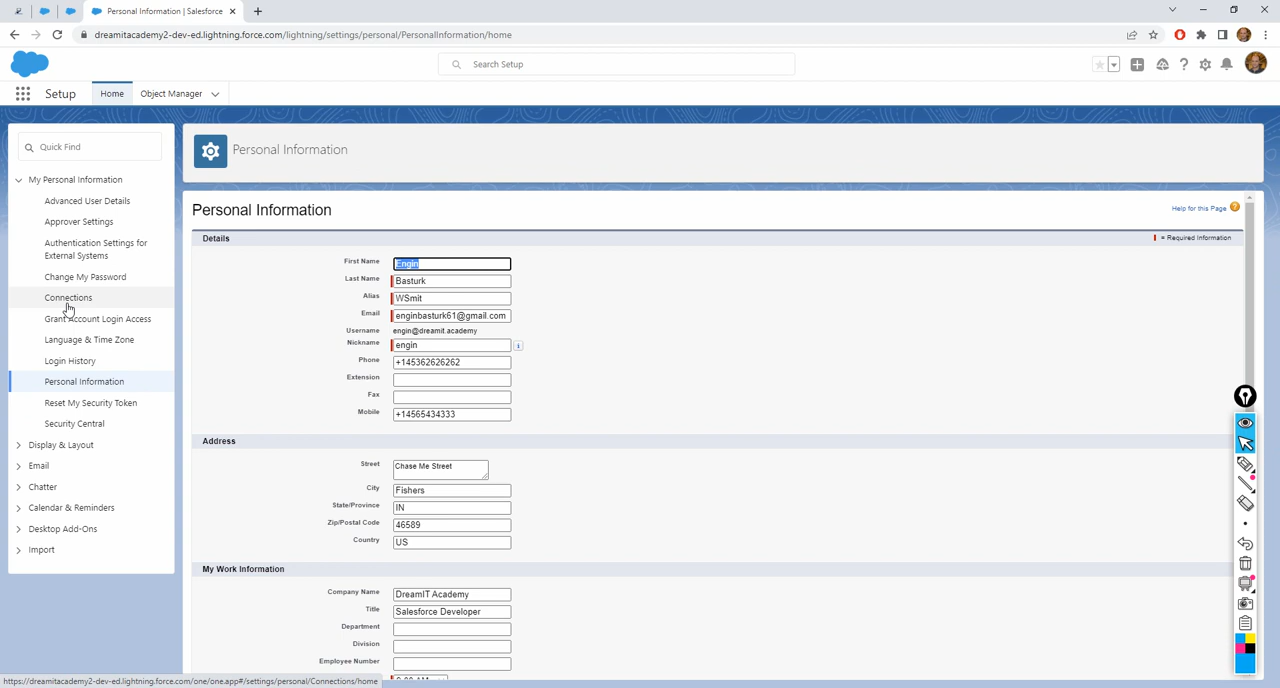 Personal Information | Salesforce
dreamitacademy2-dev-ed.lightning.force.com/lightning/settings/personal/PersonalInformation/home
Search Setup
Setup
Home
Object Manager
Quick Find
My Personal Information
Advanced User Details
Approver Settings
Authentication Settings for
External Systems
Change My Password
Connections
Grant Account Login Access
Language & Time Zone
Login History
Personal Information
Reset My Security Token
Security Central
Display & Layout
Email
Chatter
Calendar & Reminders
Desktop Add-Ons
Import
Personal Information
Personal Information
Help for this Page
Details
= Required Information
First Name Engin
Last Name Basturk
Alias WSmit
Email enginbasturk61@gmail.com
Username engin@dreamit.academy
Nickname engin
Phone +145362626262
Extension
Fax
Mobile +14565434333
Address
Street Chase Me Street
City Fishers
State/Province IN
Zip/Postal Code 46589
Country US
My Work Information
Company Name DreamIT Academy
Title Salesforce Developer
Department
Division
Employee Number
https://dreamitacademy2-dev-ed.lightning.force.com/one/one.app#/settings/personal/Connections/home